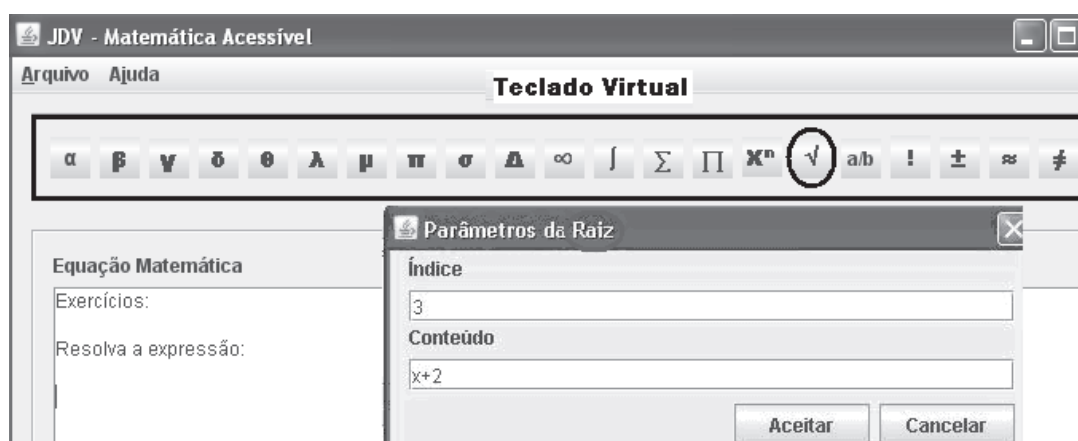 JDV - Matemática Acessível
Arquivo Ajuda
Teclado Virtual
α β γ δ θ λ μ π σ Δ ∞ ∫ Σ ∏ Xⁿ √ a/b ! ± ≈ ∉
Parâmetros da Raiz
Índice
3
Conteúdo
x+2
Aceitar Cancelar
Equação Matemática
Exercícios:
Resolva a expressão: